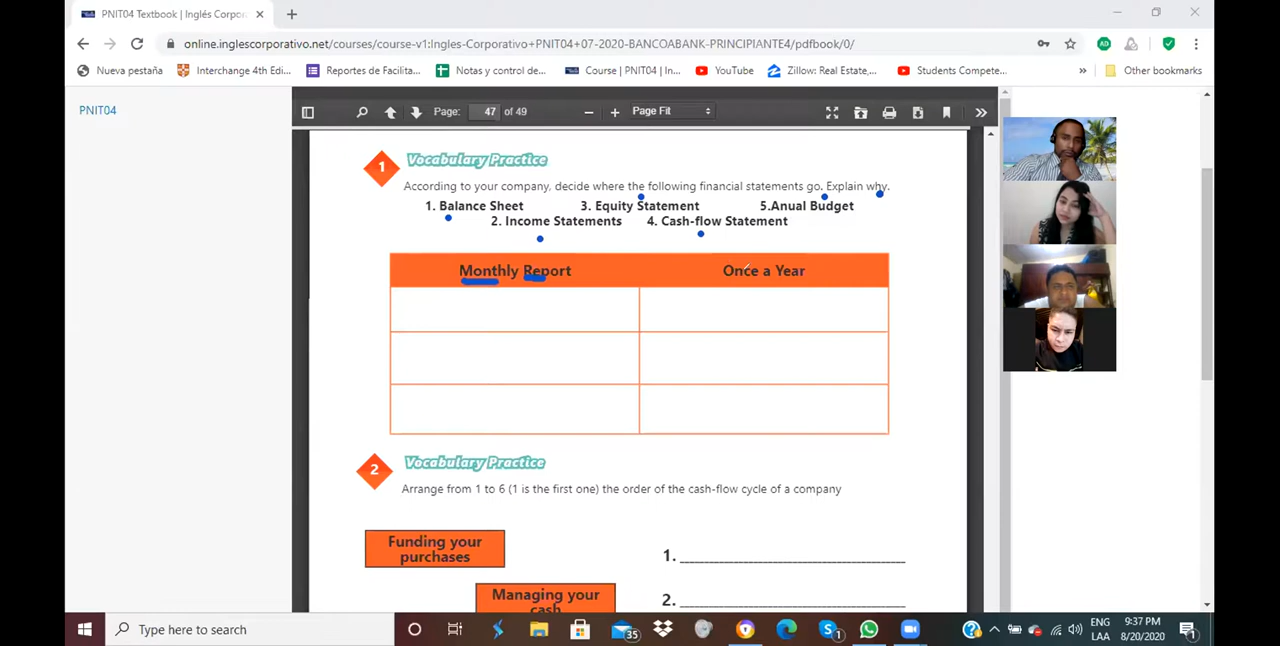 PNIT04 Textbook | Inglés Corpor
online.inglescorporativo.net/courses/course-v1:Ingles-Corporativo+PNIT04+07-2020-BANCOABANK-PRINCIPIANTE4/pdfbook/0/
Nueva pestaña
Interchange 4th Edi...
Reportes de Facilita...
Notas y control de...
Course | PNIT04 | In...
YouTube
Zillow: Real Estate,...
Students Compete...
»
Other bookmarks
PNIT04
Page: 47 of 49
Page Fit
1
Vocabulary Practice
According to your company, decide where the following financial statements go. Explain why.
1. Balance Sheet 3. Equity Statement 5.Anual Budget
2. Income Statements 4. Cash-flow Statement
Monthly Report Once a Year
2
Vocabulary Practice
Arrange from 1 to 6 (1 is the first one) the order of the cash-flow cycle of a company
Funding your
purchases
1.
Managing your
cash
2.
Type here to search
35
1
ENG
LAA
9:37 PM
8/20/2020
1